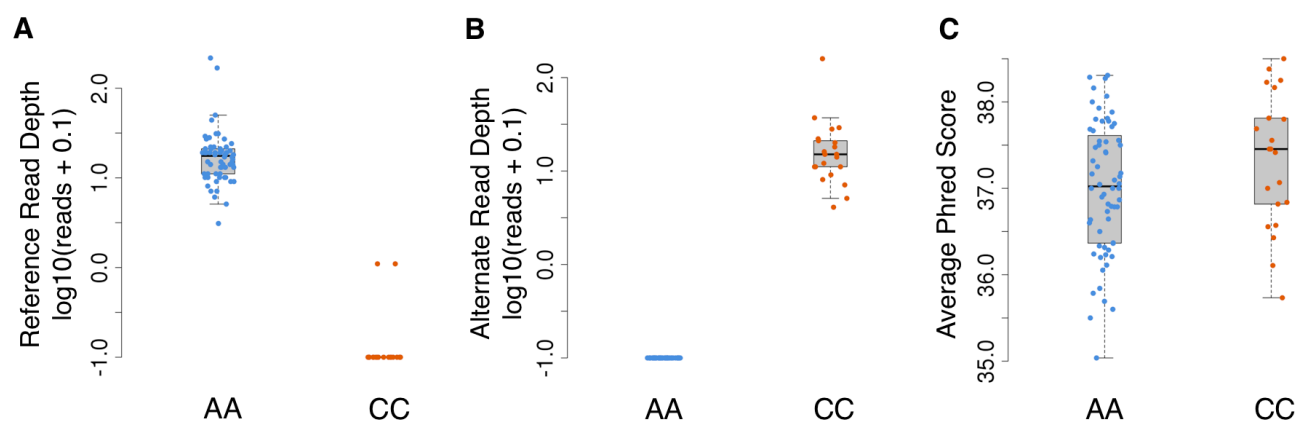 A
Reference Read Depth
log10(reads + 0.1)
2.0
1.0
0.0
-1.0
AA
CC
B
Alternate Read Depth
log10(reads + 0.1)
2.0
1.0
0.0
-1.0
AA
CC
C
Average Phred Score
38.0
37.0
36.0
35.0
AA
CC